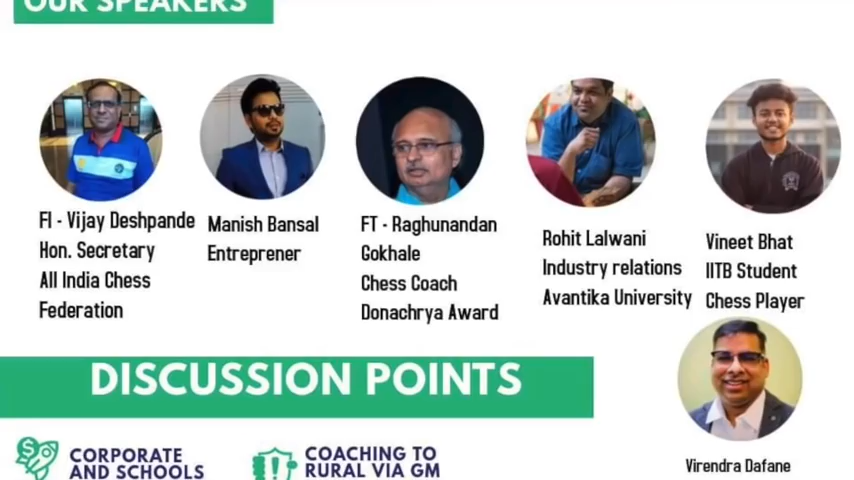 OUR SPEAKERS
FI - Vijay Deshpande
Hon. Secretary
All India Chess
Federation
Manish Bansal
Entreprener
FT - Raghunandan
Gokhale
Chess Coach
Donachrya Award
Rohit Lalwani
Industry relations
Avantika University
Vineet Bhat
IITB Student
Chess Player
Virendra Dafane
DISCUSSION POINTS
CORPORATE
AND SCHOOLS
COACHING TO
RURAL VIA GM